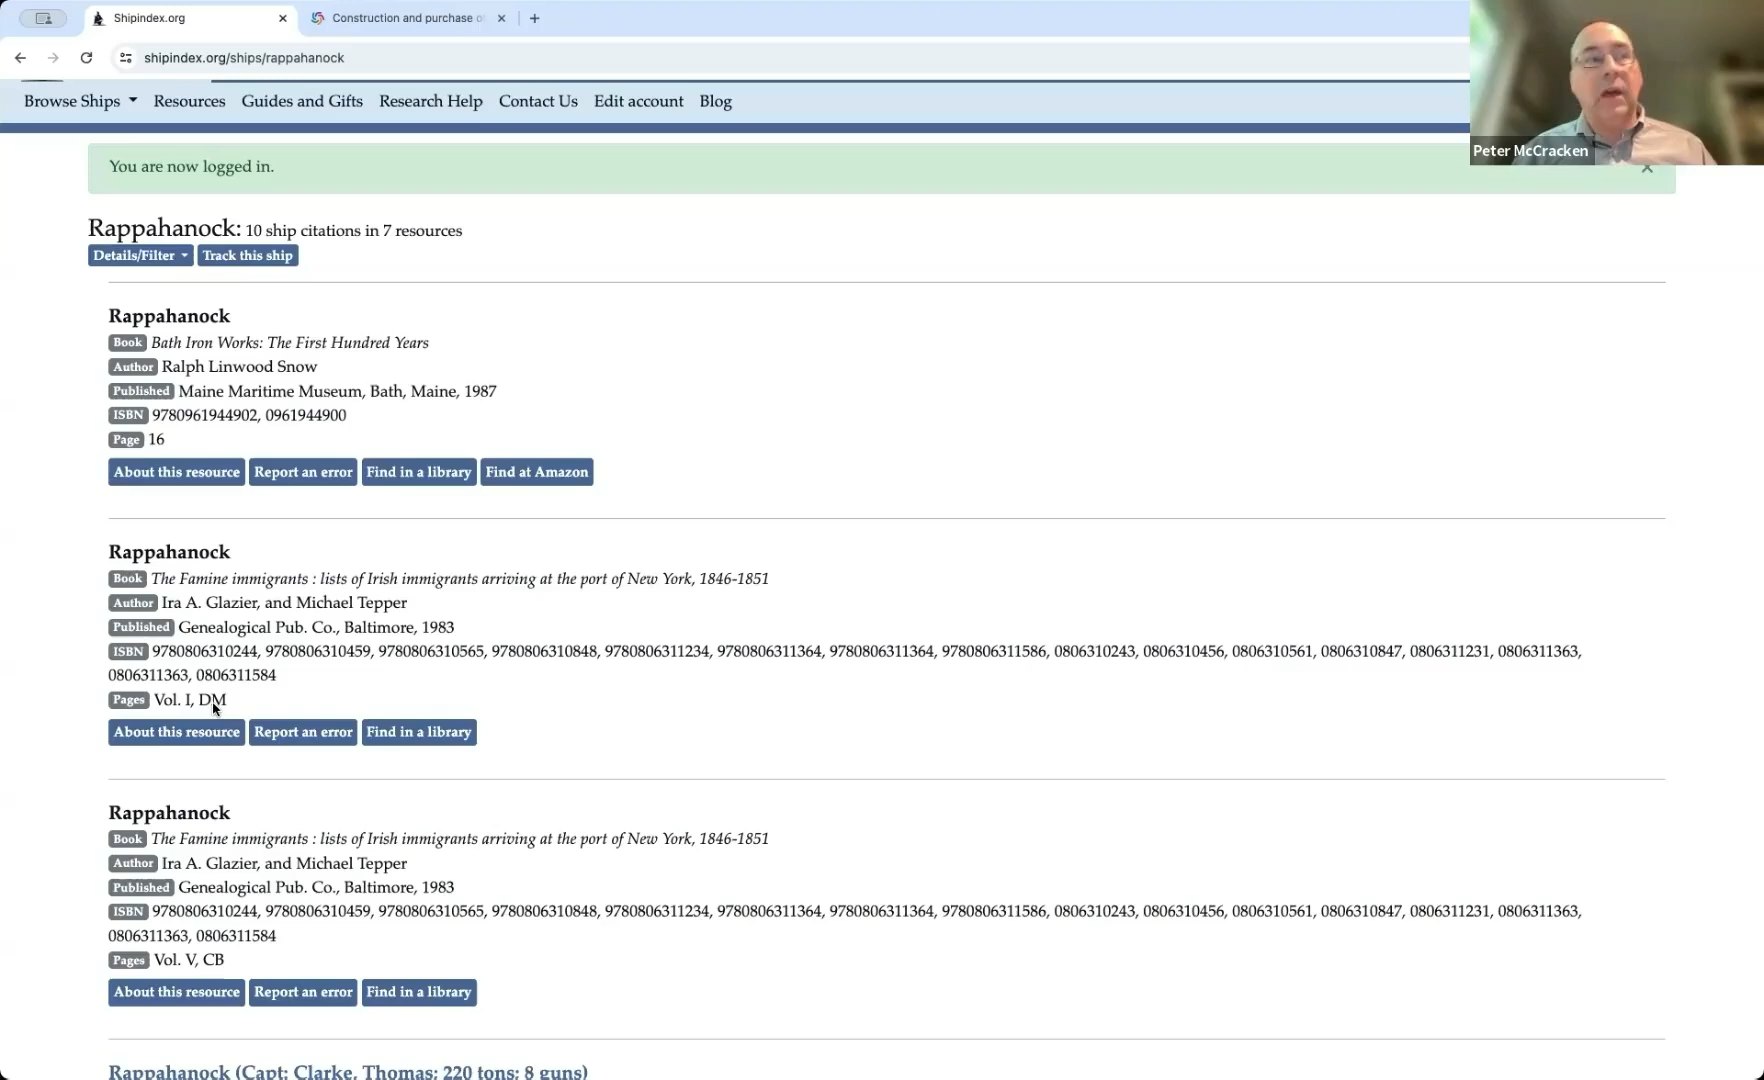 Shipindex.org
Construction and purchase o
shipindex.org/ships/rappahanock
Browse Ships Resources Guides and Gifts Research Help Contact Us Edit account Blog
Peter McCracken
You are now logged in.
Rappahanock: 10 ship citations in 7 resources
Details/Filter Track this ship
Rappahanock
Book Bath Iron Works: The First Hundred Years
Author Ralph Linwood Snow
Published Maine Maritime Museum, Bath, Maine, 1987
ISBN 9780961944902, 0961944900
Page 16
About this resource Report an error Find in a library Find at Amazon
Rappahanock
Book The Famine immigrants : lists of Irish immigrants arriving at the port of New York, 1846-1851
Author Ira A. Glazier, and Michael Tepper
Published Genealogical Pub. Co., Baltimore, 1983
ISBN 9780806310244, 9780806310459, 9780806310565, 9780806310848, 9780806311234, 9780806311364, 9780806311364, 9780806311586, 0806310243, 0806310456, 0806310561, 0806310847, 0806311231, 0806311363,
0806311363, 0806311584
Pages Vol. I, DM
About this resource Report an error Find in a library
Rappahanock
Book The Famine immigrants : lists of Irish immigrants arriving at the port of New York, 1846-1851
Author Ira A. Glazier, and Michael Tepper
Published Genealogical Pub. Co., Baltimore, 1983
ISBN 9780806310244, 9780806310459, 9780806310565, 9780806310848, 9780806311234, 9780806311364, 9780806311364, 9780806311586, 0806310243, 0806310456, 0806310561, 0806310847, 0806311231, 0806311363,
0806311363, 0806311584
Pages Vol. V, CB
About this resource Report an error Find in a library
Rappahanock (Capt: Clarke, Thomas; 220 tons; 8 guns)